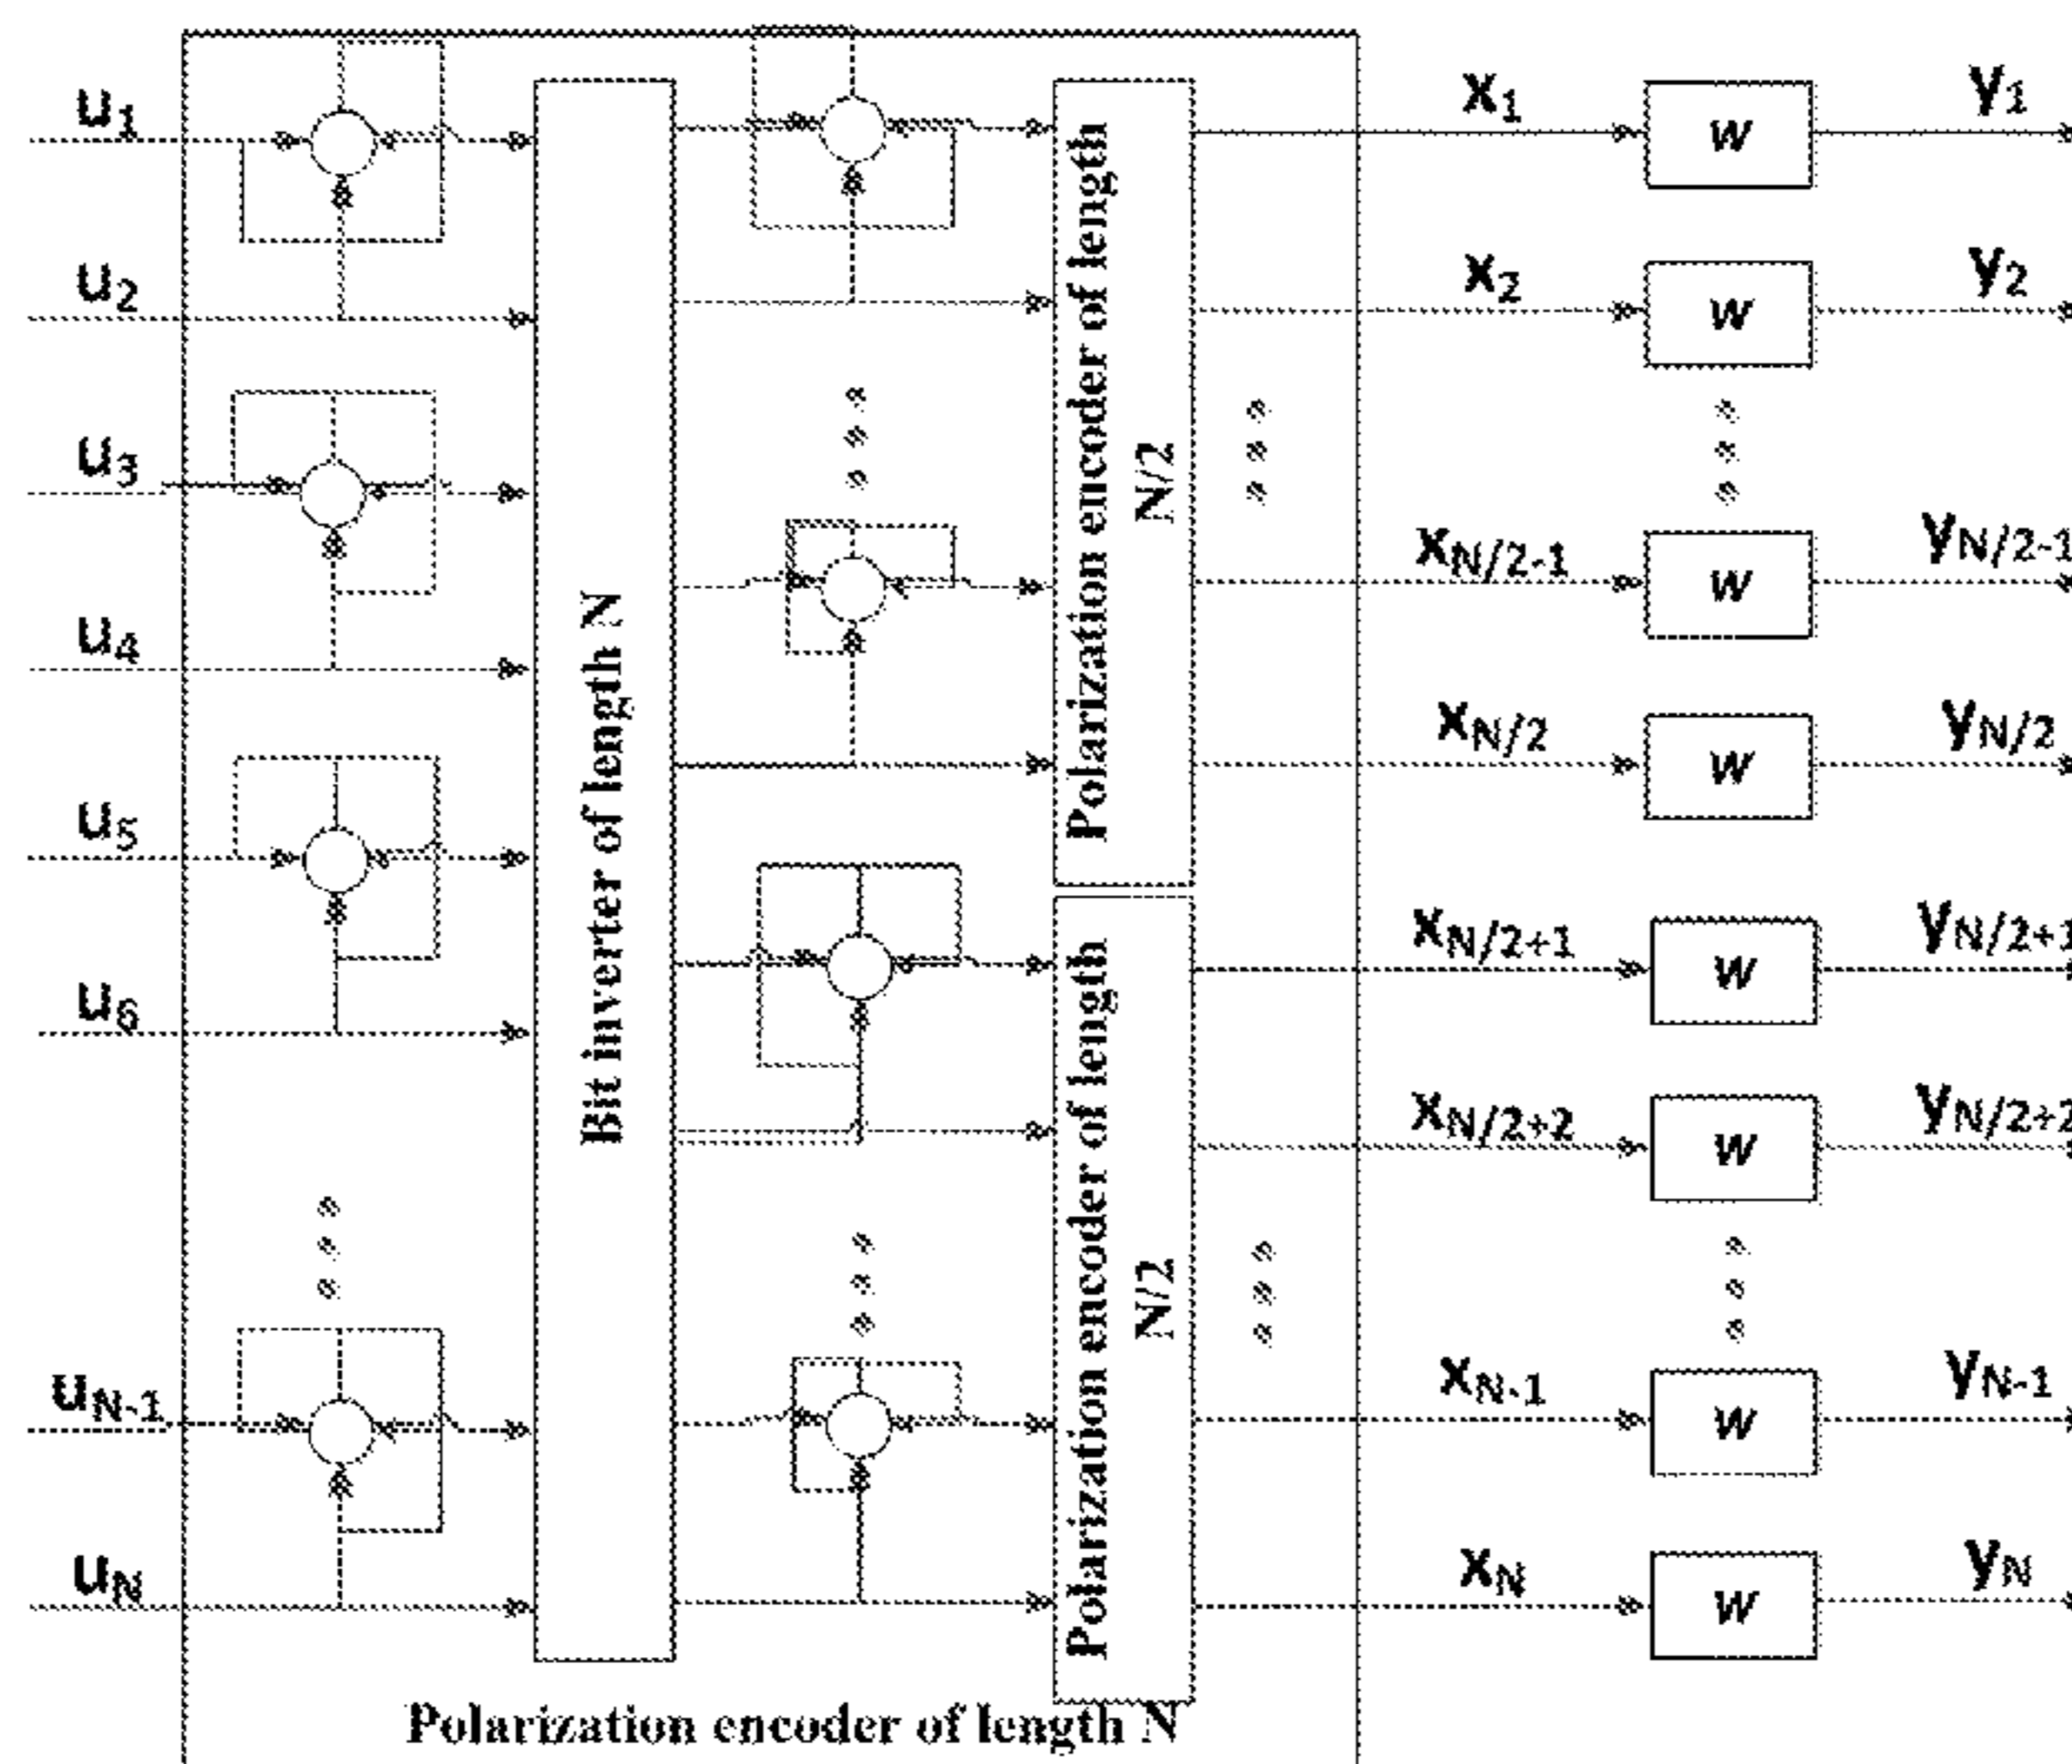 u1
x1
W
y1
u2
x2
W
y2
u3
xN/2-1
W
yN/2-1
u4
xN/2
W
yN/2
u5
xN/2+1
W
yN/2+1
u6
xN/2+2
W
yN/2+2
uN-1
xN-1
W
yN-1
uN
xN
W
yN
Bit inverter of length N
Polarization encoder of length
N/2
Polarization encoder of length
N/2
Polarization encoder of length N